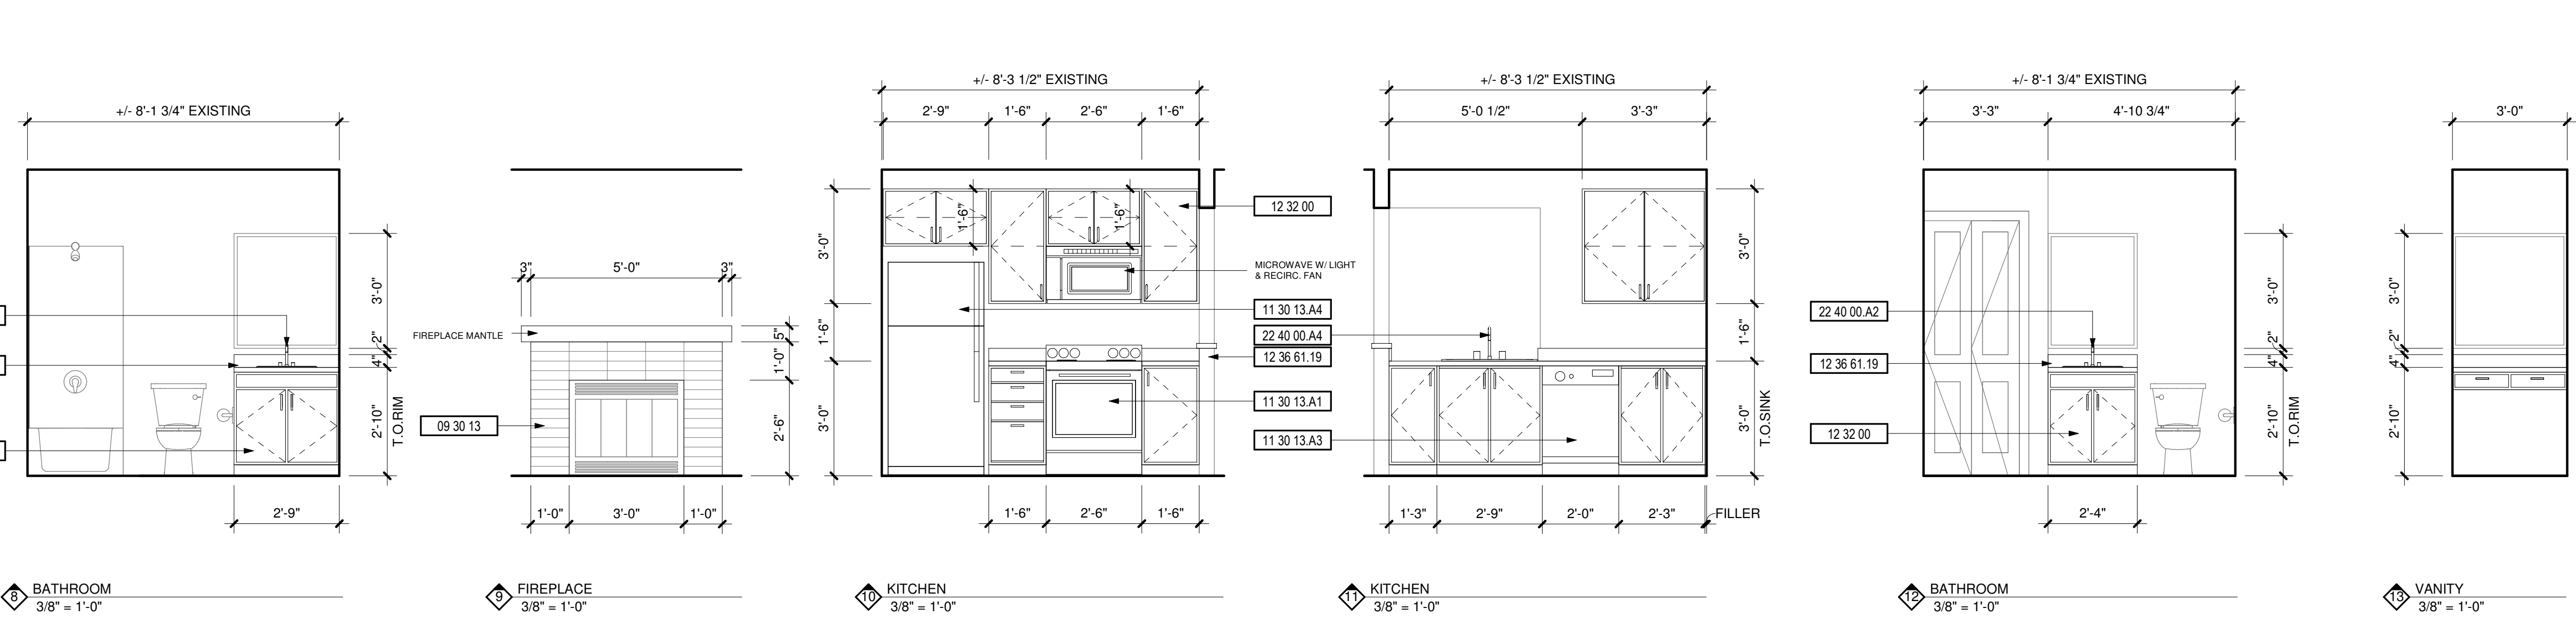 +/- 8'-1 3/4" EXISTING
3'-0"
2"
4"
2'-10"
T.O.RIM
2'-9"
8
BATHROOM
3/8" = 1'-0"
3"
5'-0"
3"
FIREPLACE MANTLE
5"
1'-0"
2'-6"
09 30 13
1'-0"
3'-0"
1'-0"
9
FIREPLACE
3/8" = 1'-0"
+/- 8'-3 1/2" EXISTING
2'-9"
1'-6"
2'-6"
1'-6"
1'-6"
1'-6"
3'-0"
1'-6"
3'-0"
12 32 00
MICROWAVE W/ LIGHT
& RECIRC. FAN
11 30 13.A4
22 40 00.A4
12 36 61.19
11 30 13.A1
11 30 13.A3
1'-6"
2'-6"
1'-6"
10
KITCHEN
3/8" = 1'-0"
+/- 8'-3 1/2" EXISTING
5'-0 1/2"
3'-3"
3'-0"
1'-6"
3'-0"
T.O.SINK
1'-3"
2'-9"
2'-0"
2'-3"
FILLER
11
KITCHEN
3/8" = 1'-0"
+/- 8'-1 3/4" EXISTING
3'-3"
4'-10 3/4"
22 40 00.A2
12 36 61.19
12 32 00
3'-0"
2"
4"
2'-10"
T.O.RIM
2'-4"
12
BATHROOM
3/8" = 1'-0"
3'-0"
3'-0"
2"
4"
2'-10"
13
VANITY
3/8" = 1'-0"